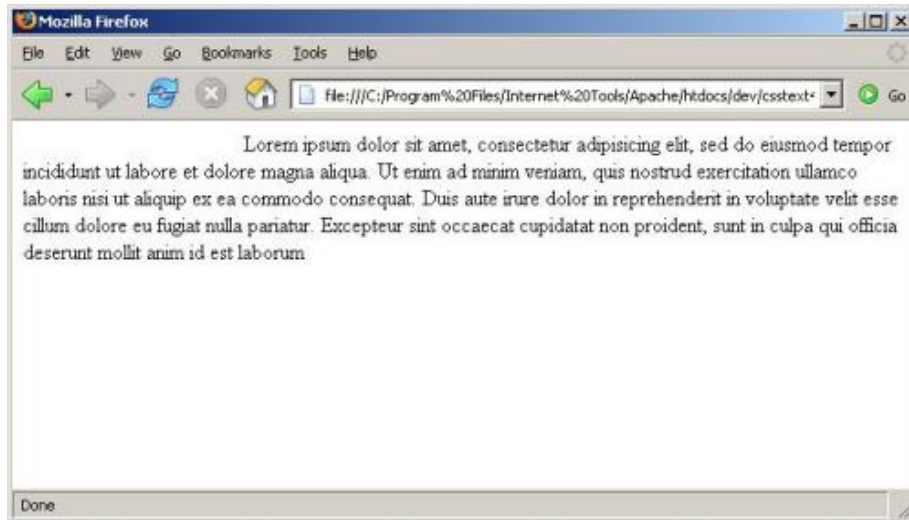 Mozilla Firefox
File Edit View Go Bookmarks Tools Help
file:///C:/Program%20Files/Internet%20Tools/Apache/htdocs/dev/csstext Go
Lorem ipsum dolor sit amet, consectetur adipisicing elit, sed do eiusmod tempor
incididunt ut labore et dolore magna aliqua. Ut enim ad minim veniam, quis nostrud exercitation ullamco
laboris nisi ut aliquip ex ea commodo consequat. Duis aute irure dolor in reprehenderit in voluptate velit esse
cillum dolore eu fugiat nulla pariatur. Excepteur sint occaecat cupidatat non proident, sunt in culpa qui officia
deserunt mollit anim id est laborum
Done